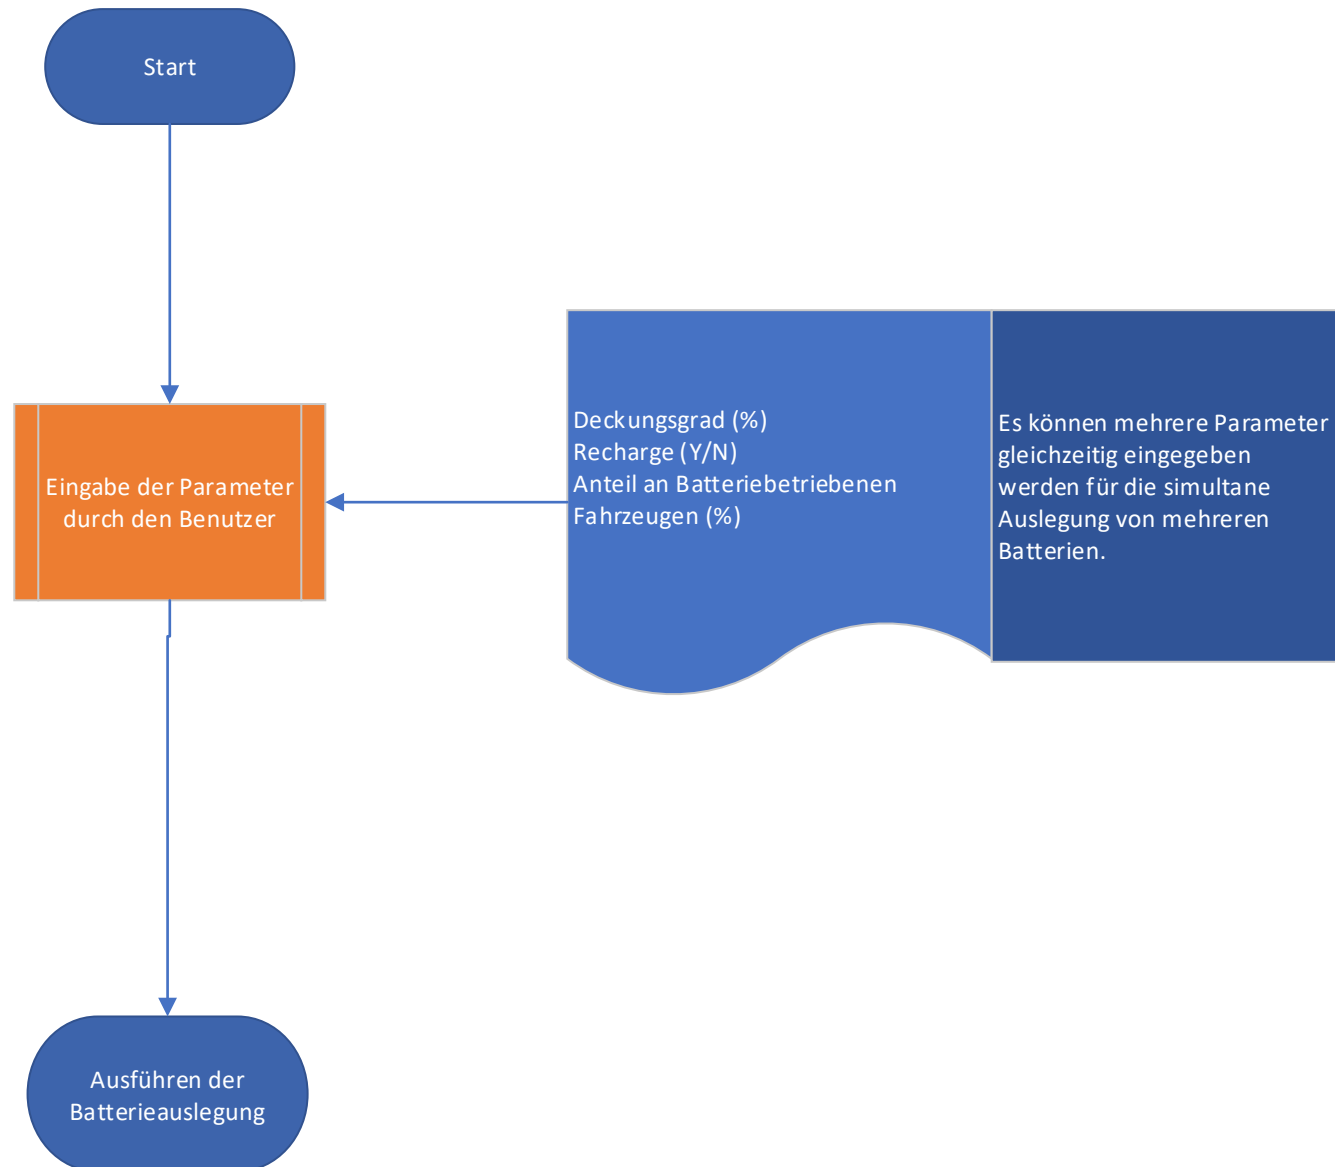 Start
Eingabe der Parameter
durch den Benutzer
Deckungsgrad (%)
Recharge (Y/N)
Anteil an Batteriebetriebenen
Fahrzeugen (%)
Es können mehrere Parameter
gleichzeitig eingegeben
werden für die simultane
Auslegung von mehreren
Batterien.
Ausführen der
Batterieauslegung